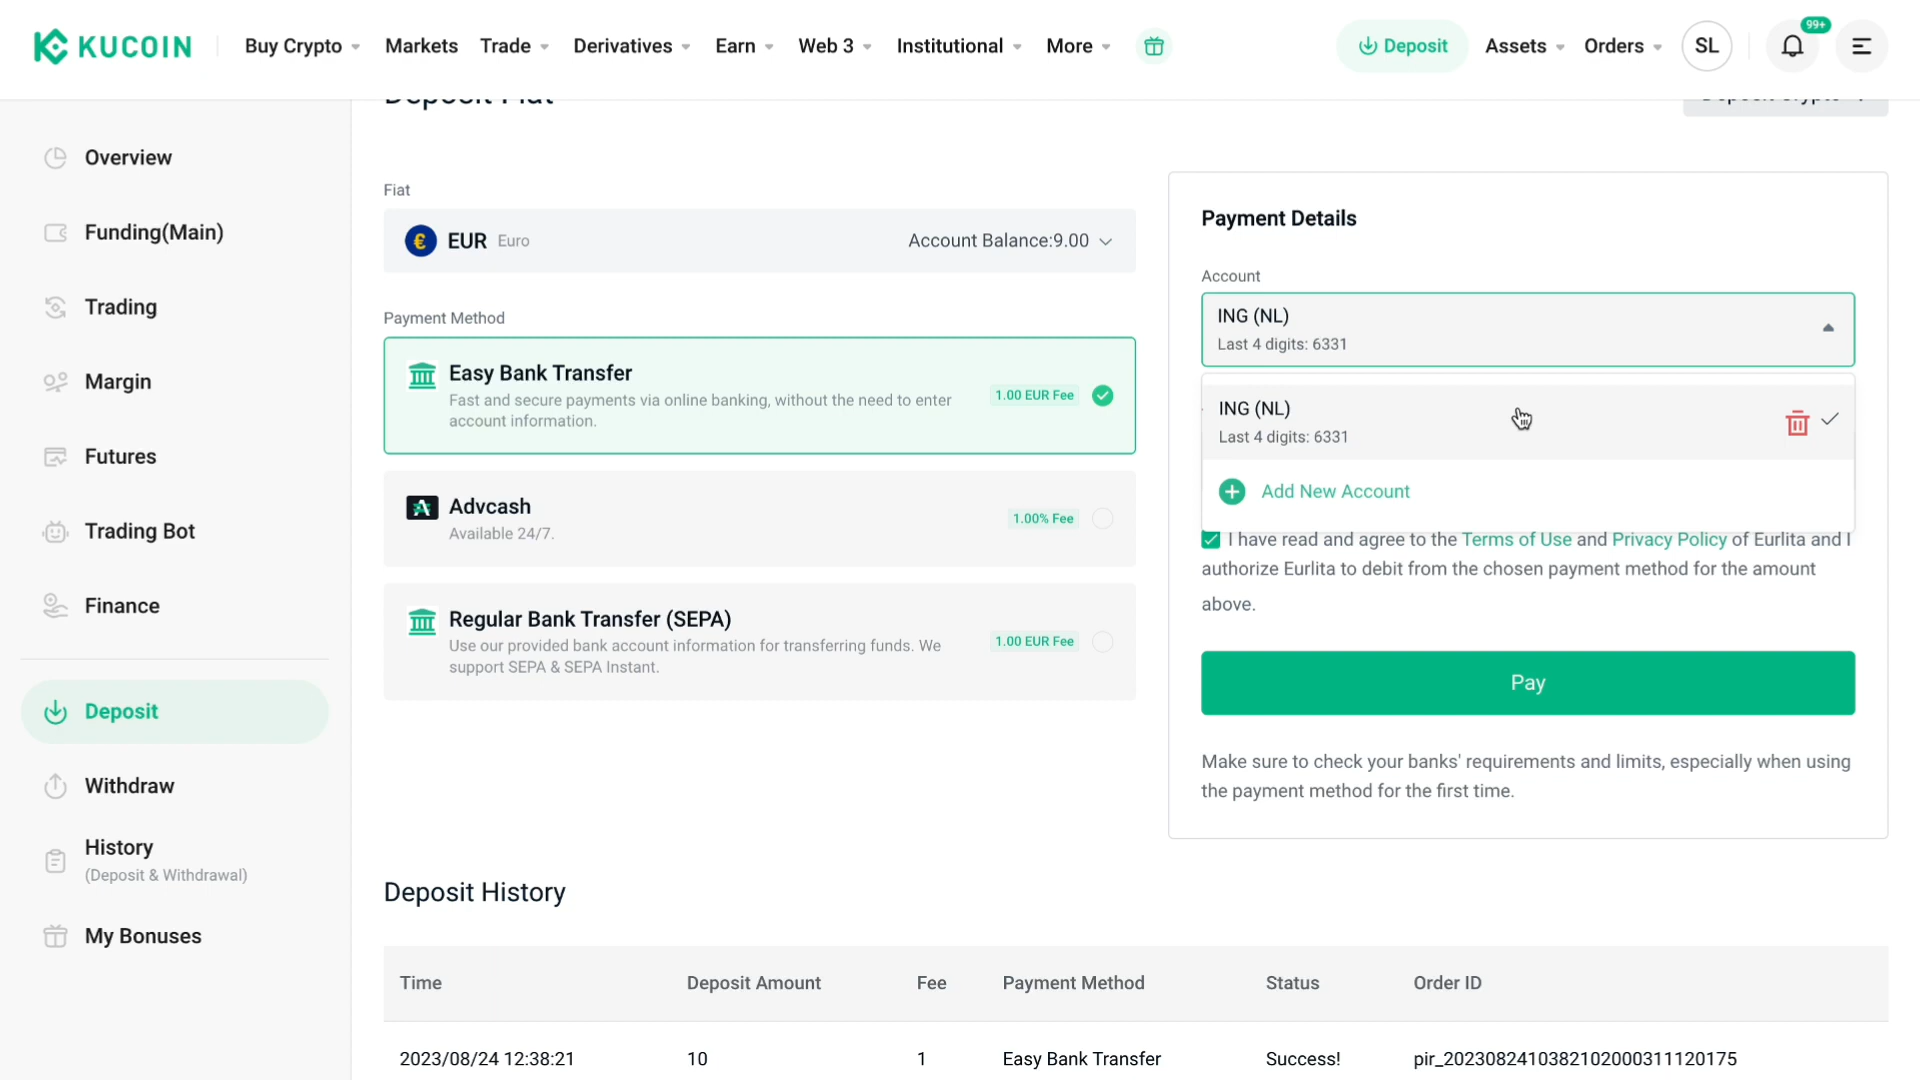 KUCOIN
Buy Crypto
Markets
Trade
Derivatives
Earn
Web 3
Institutional
More
Deposit
Assets
Orders
SL
99+
Overview
Funding(Main)
Trading
Margin
Futures
Trading Bot
Finance
Deposit
Withdraw
History
(Deposit & Withdrawal)
My Bonuses
Deposit Fiat
Deposit Crypto
Fiat
€ EUR Euro
Account Balance:9.00
Payment Method
Easy Bank Transfer
Fast and secure payments via online banking, without the need to enter
account information.
1.00 EUR Fee
Advcash
Available 24/7.
1.00% Fee
Regular Bank Transfer (SEPA)
Use our provided bank account information for transferring funds. We
support SEPA & SEPA Instant.
1.00 EUR Fee
Payment Details
Account
ING (NL)
Last 4 digits: 6331
ING (NL)
Last 4 digits: 6331
Add New Account
I have read and agree to the Terms of Use and Privacy Policy of Eurlita and I
authorize Eurlita to debit from the chosen payment method for the amount
above.
Pay
Make sure to check your banks' requirements and limits, especially when using
the payment method for the first time.
Deposit History
Time Deposit Amount Fee Payment Method Status Order ID
2023/08/24 12:38:21 10 1 Easy Bank Transfer Success! pir_2023082410382102000311120175